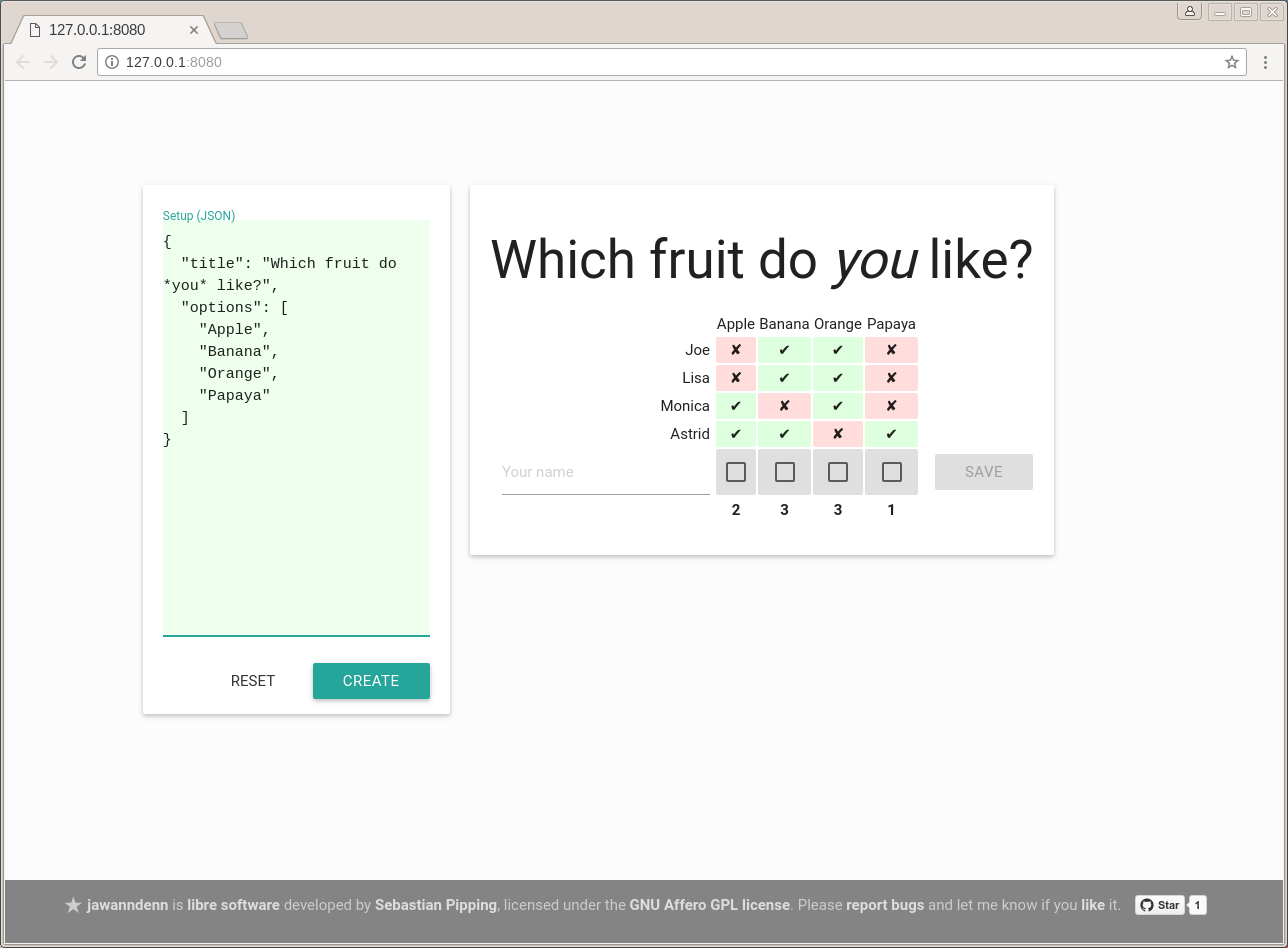 127.0.0.1:8080
127.0.0.1:8080
Setup (JSON)
{
  "title": "Which fruit do
*you* like?",
  "options": [
    "Apple",
    "Banana",
    "Orange",
    "Papaya"
  ]
}
RESET
CREATE
Which fruit do you like?
Apple Banana Orange Papaya
Joe ✘ ✔ ✔ ✘
Lisa ✘ ✔ ✔ ✘
Monica ✔ ✘ ✔ ✘
Astrid ✔ ✔ ✘ ✔
Your name
SAVE
2 3 3 1
★ jawanndenn is libre software developed by Sebastian Pipping, licensed under the GNU Affero GPL license. Please report bugs and let me know if you like it. Star 1